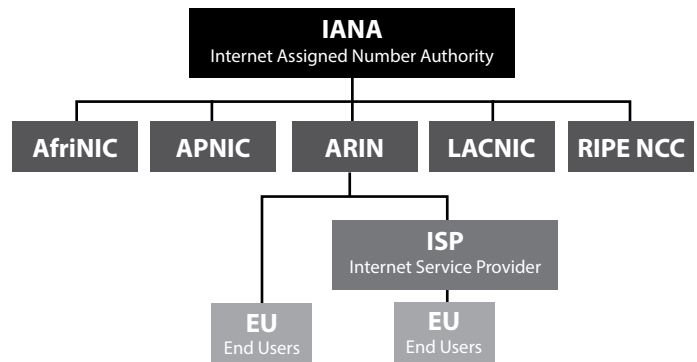 IANA
Internet Assigned Number Authority
AfriNIC
APNIC
ARIN
LACNIC
RIPE NCC
ISP
Internet Service Provider
EU
End Users
EU
End Users